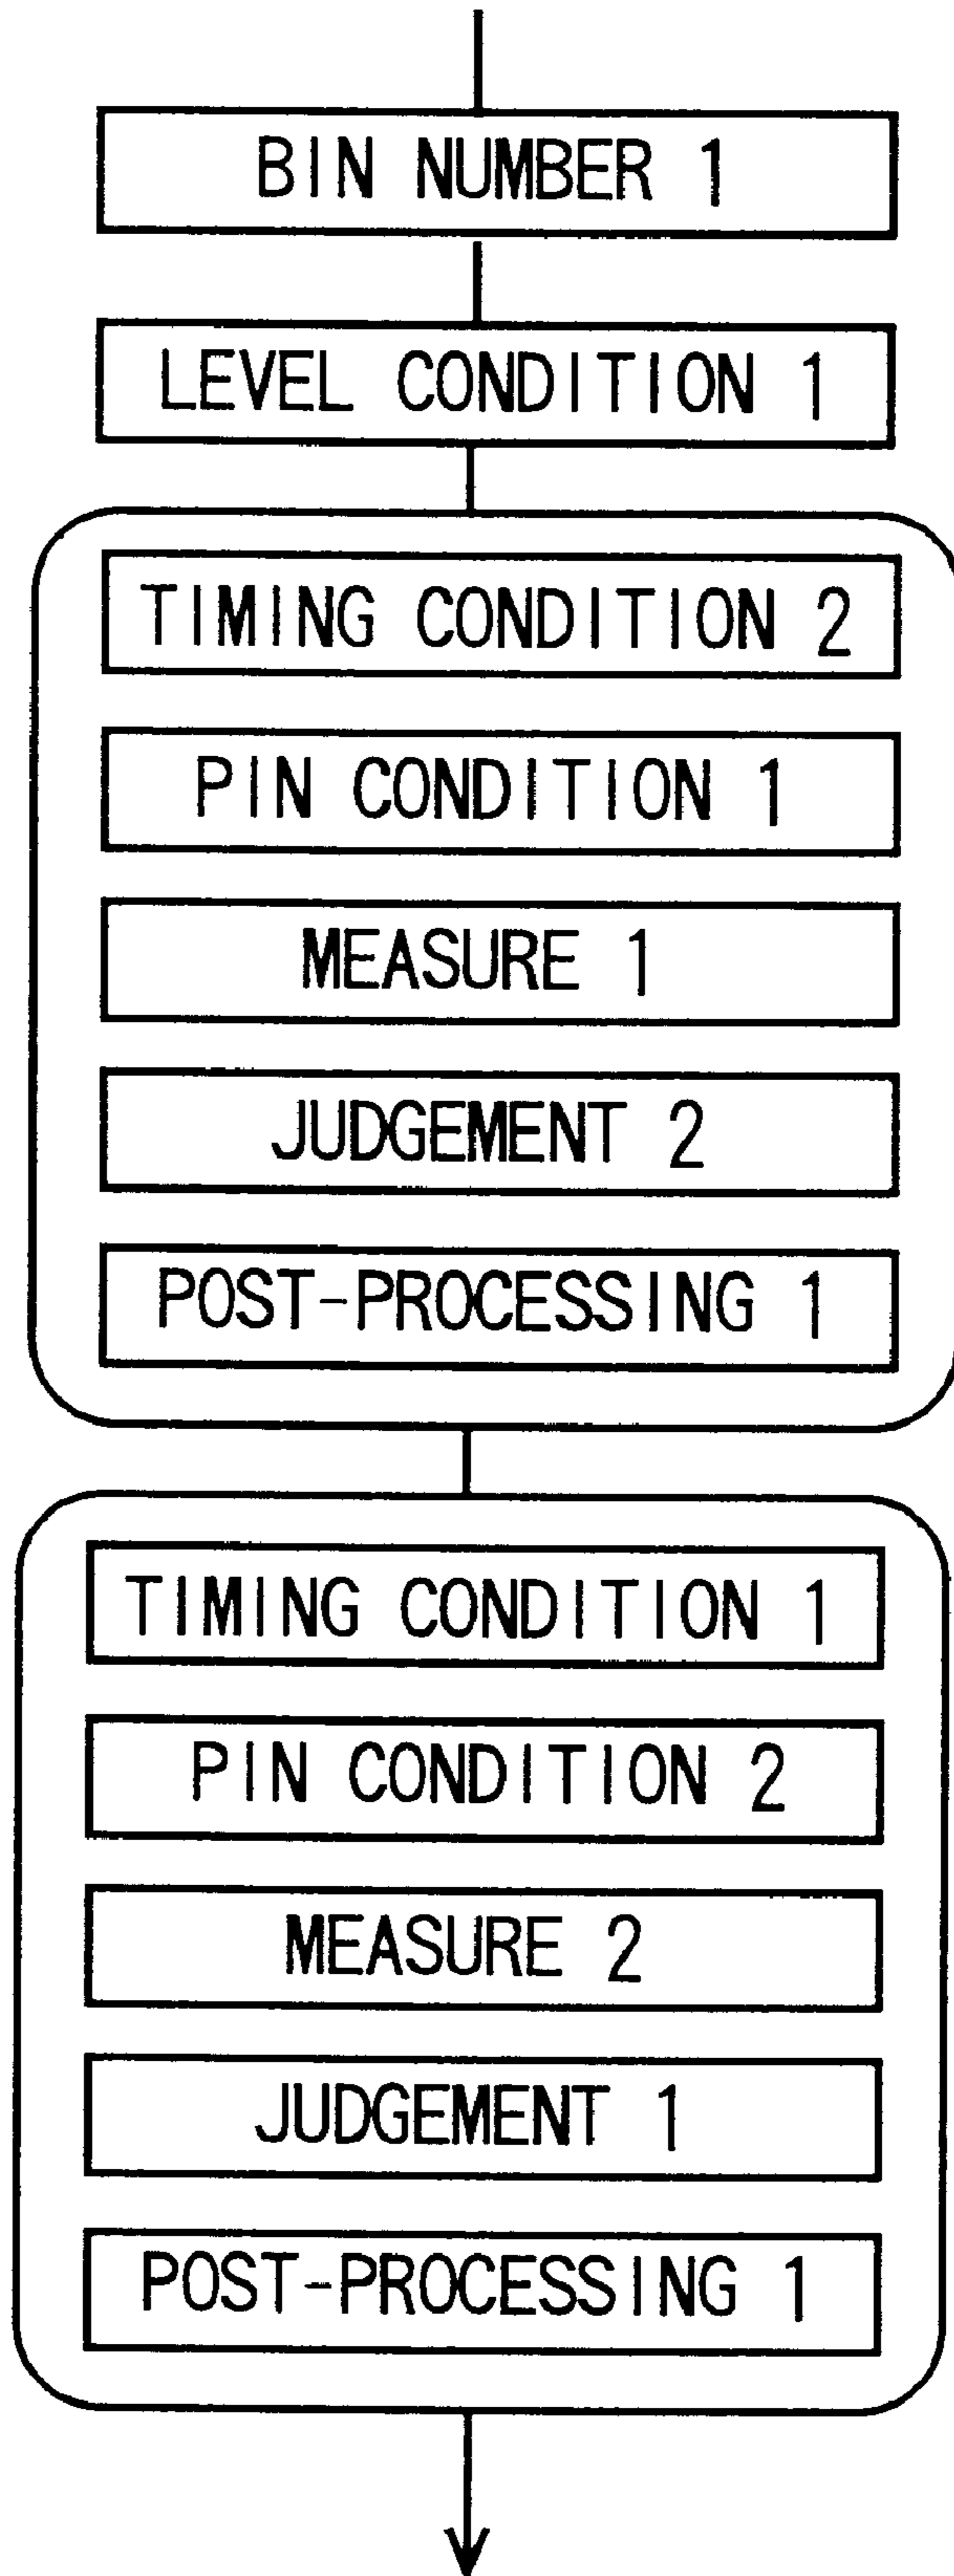 BIN NUMBER 1
LEVEL CONDITION 1
TIMING CONDITION 2
PIN CONDITION 1
MEASURE 1
JUDGEMENT 2
POST-PROCESSING 1
TIMING CONDITION 1
PIN CONDITION 2
MEASURE 2
JUDGEMENT 1
POST-PROCESSING 1